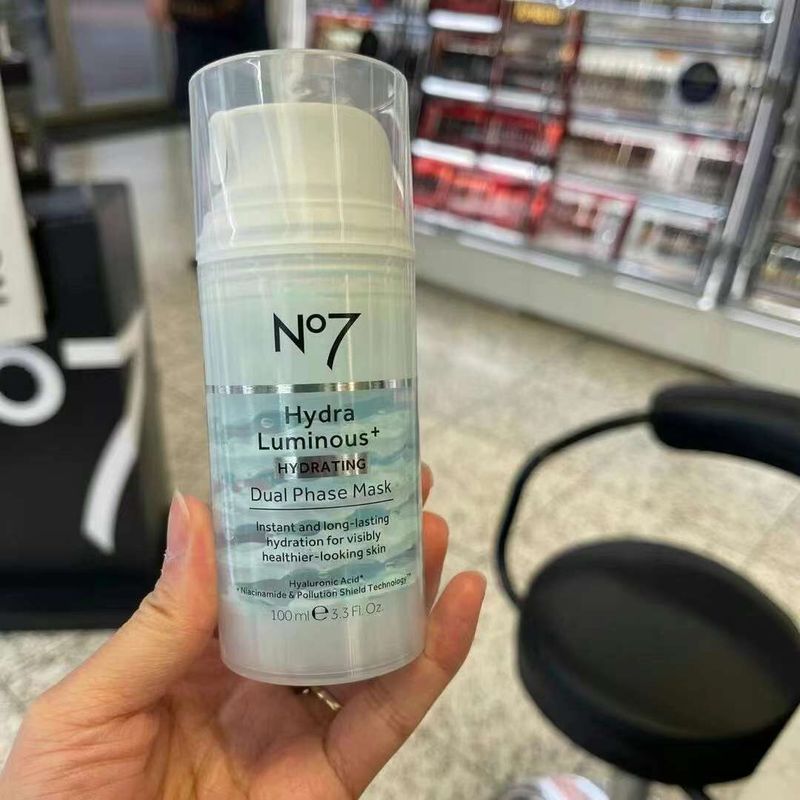 No7
Hydra
Luminous+
HYDRATING
Dual Phase Mask
Instant and long-lasting
hydration for visibly
healthier-looking skin
Hyaluronic Acid*
* Niacinamide & Pollution Shield Technology™
100 ml ℮ 3.3 Fl. Oz.